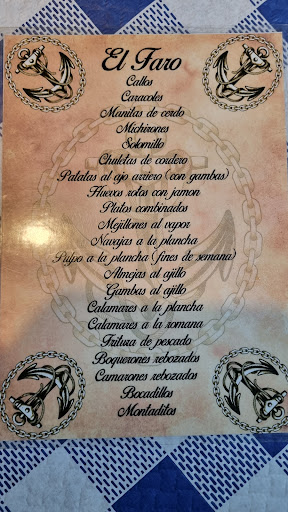 El Faro
Callos
Caracoles
Manitas de cerdo
Michirones
Solomillo
Chuletas de cordero
Patatas al ajo arriero (con gambas)
Huevos rotos con jamon
Platos combinados
Mejillones al vapor
Navajas a la plancha
Pulpo a la plancha (fines de semana)
Almejas al ajillo
Gambas al ajillo
Calamares a la plancha
Calamares a la romana
Fritura de pescado
Boquerones rebozados
Camarones rebozados
Bocadillos
Montaditos